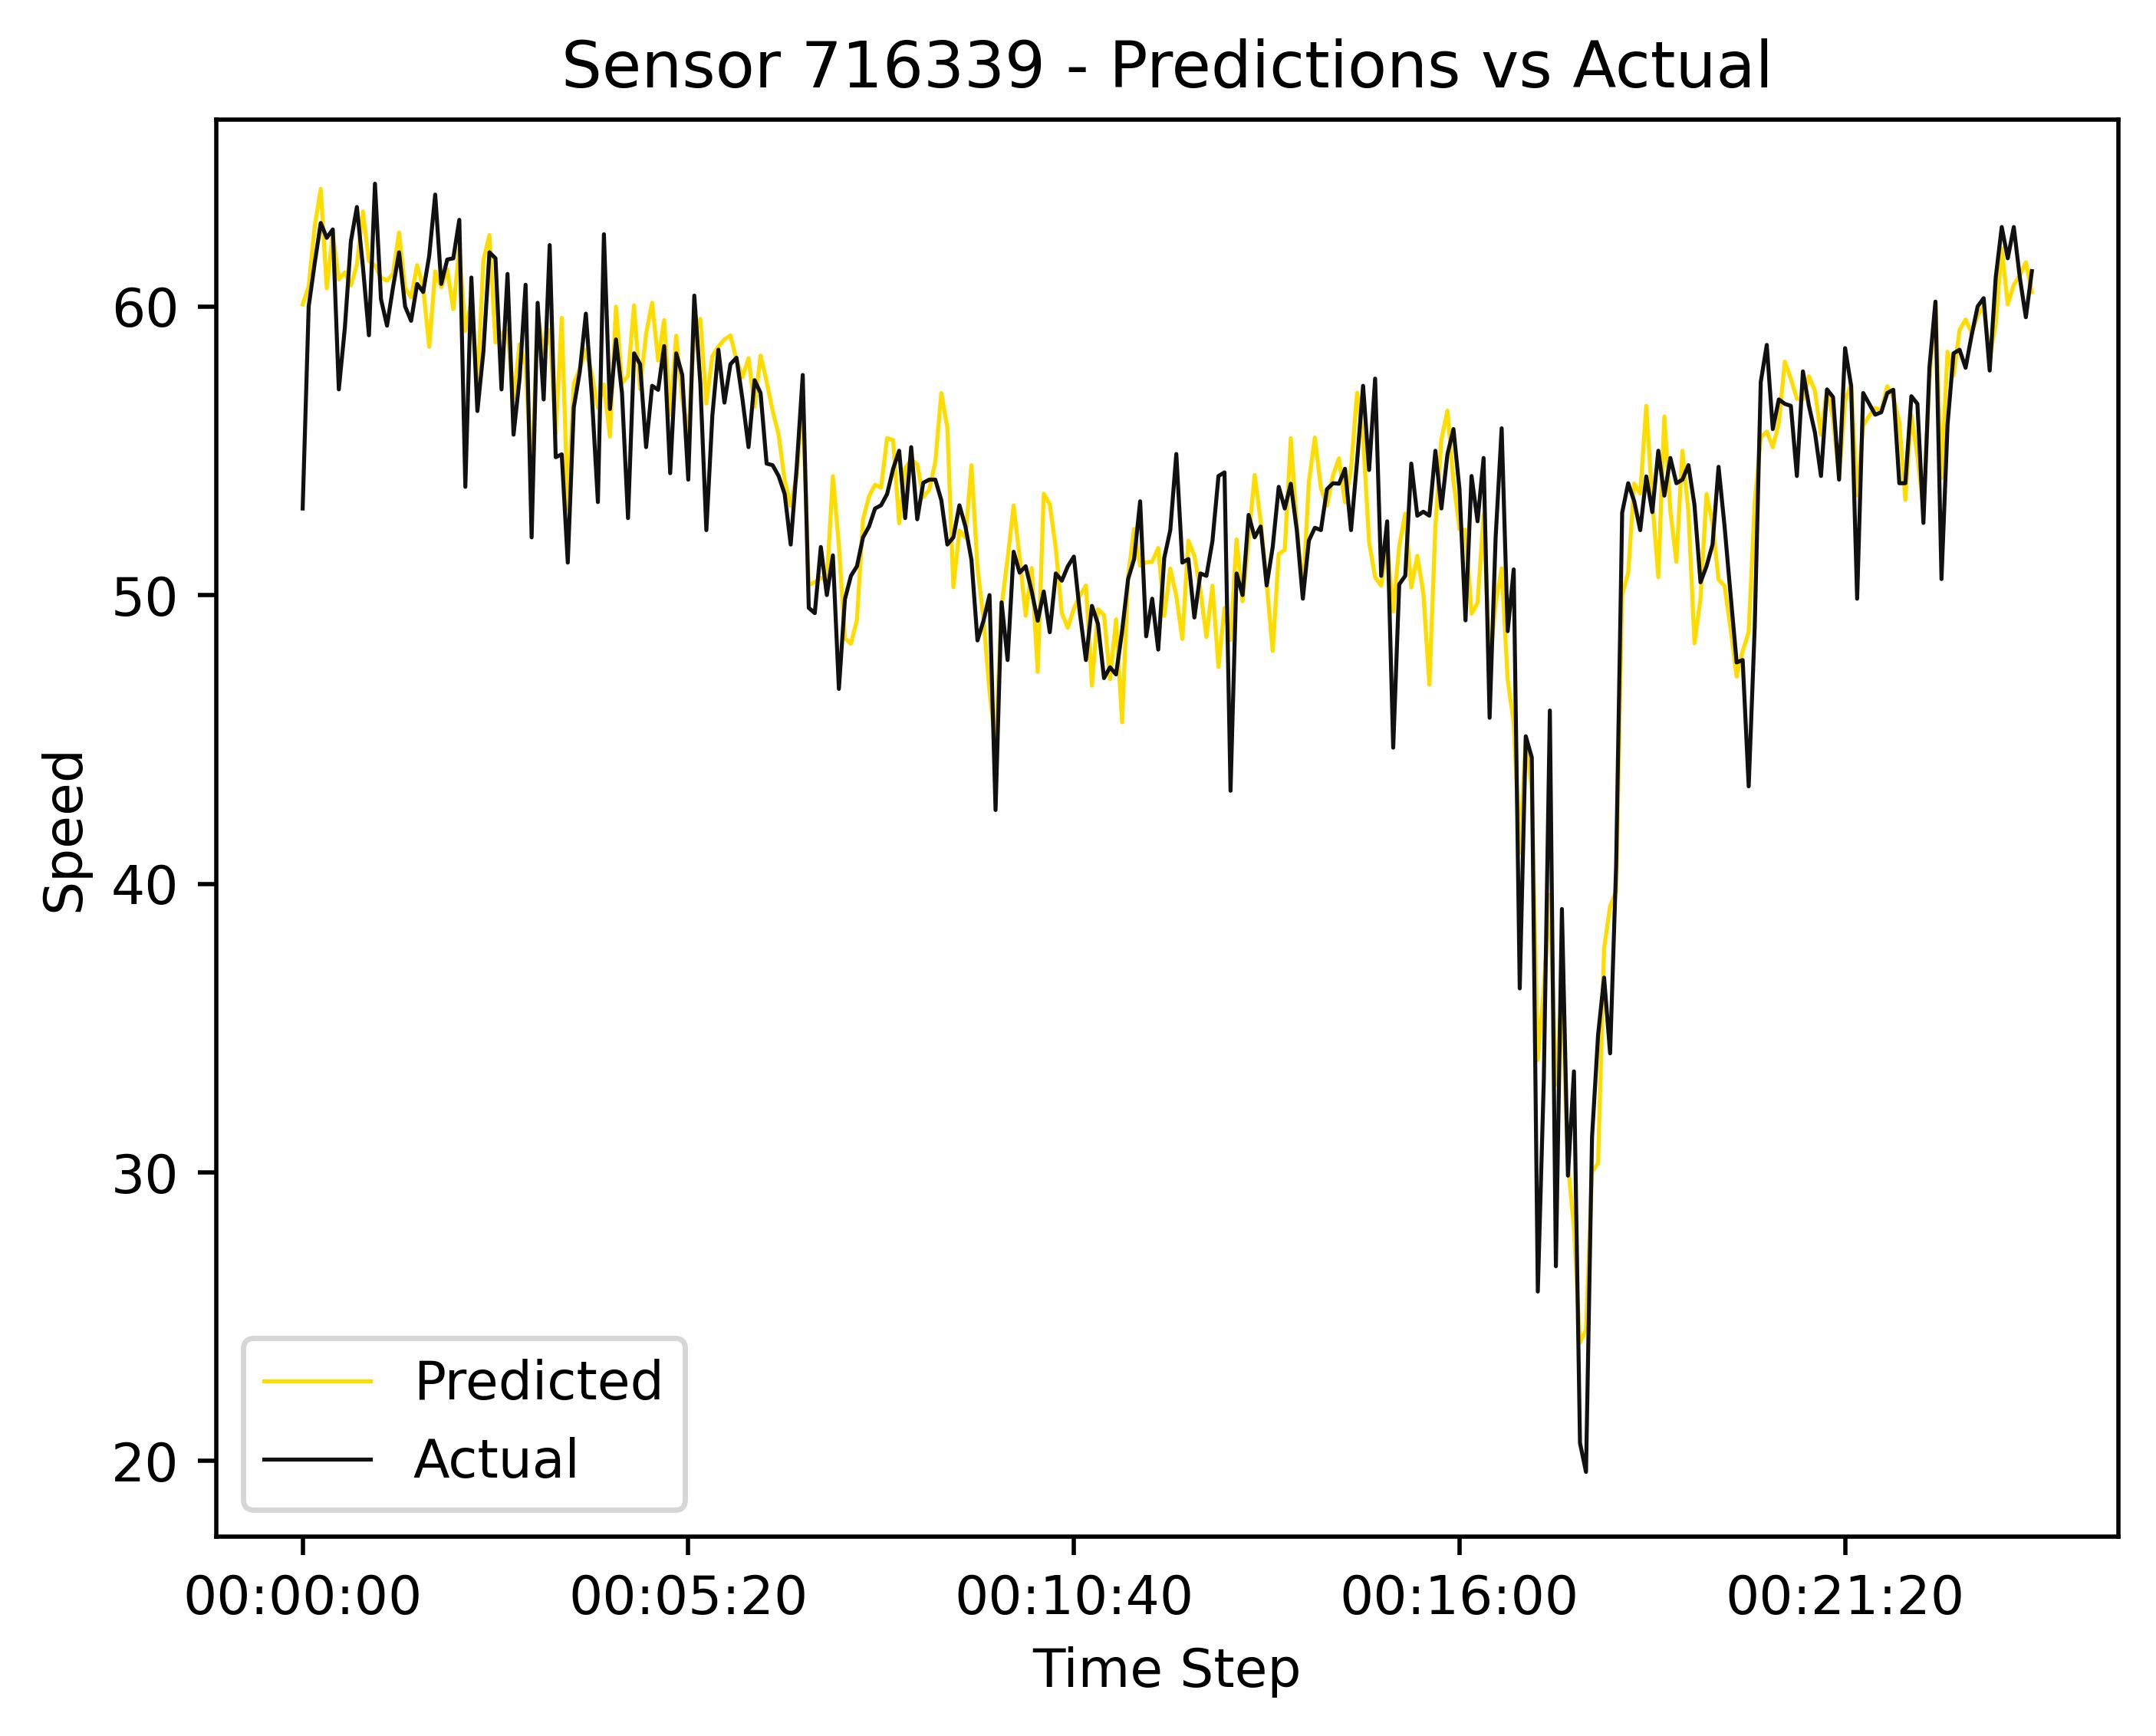 Sensor 716339 - Predictions vs Actual
Speed
60
50
40
30
20
Predicted
Actual
00:00:00 00:05:20 00:10:40 00:16:00 00:21:20
Time Step